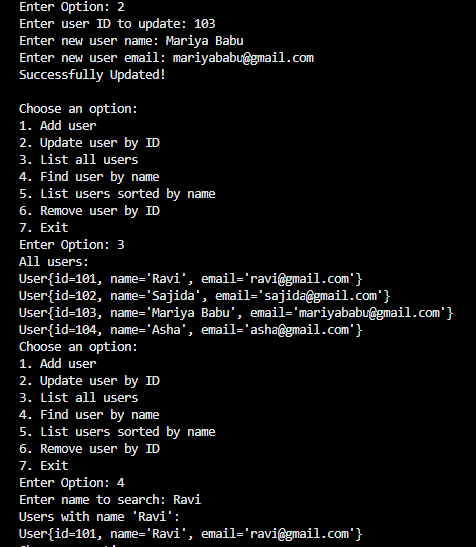 Enter Option: 2
Enter user ID to update: 103
Enter new user name: Mariya Babu
Enter new user email: mariyababu@gmail.com
Successfully Updated!
Choose an option:
1. Add user
2. Update user by ID
3. List all users
4. Find user by name
5. List users sorted by name
6. Remove user by ID
7. Exit
Enter Option: 3
All users:
User{id=101, name='Ravi', email='ravi@gmail.com'}
User{id=102, name='Sajida', email='sajida@gmail.com'}
User{id=103, name='Mariya Babu', email='mariyababu@gmail.com'}
User{id=104, name='Asha', email='asha@gmail.com'}
Choose an option:
1. Add user
2. Update user by ID
3. List all users
4. Find user by name
5. List users sorted by name
6. Remove user by ID
7. Exit
Enter Option: 4
Enter name to search: Ravi
Users with name 'Ravi':
User{id=101, name='Ravi', email='ravi@gmail.com'}